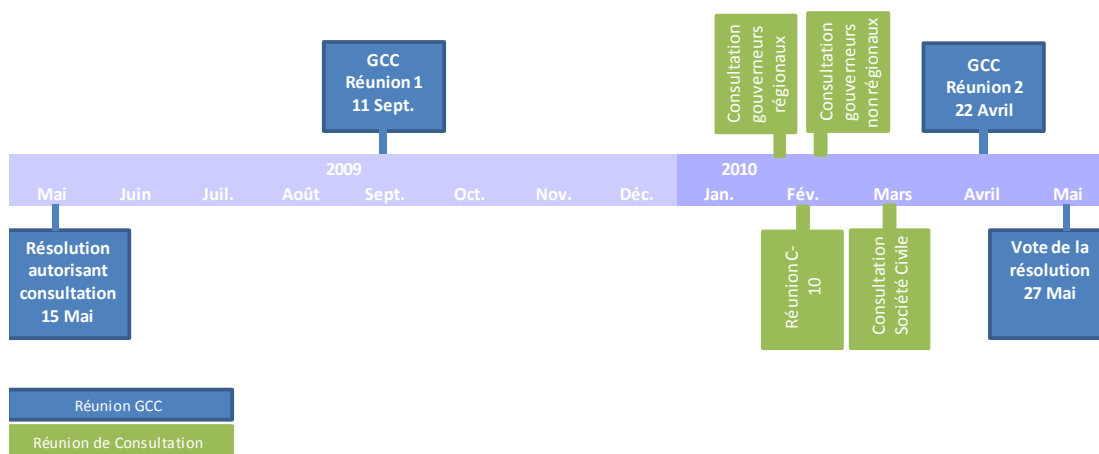 GCC
Réunion 1
11 Sept.
Consultation
gouverneurs
régionaux
Consultation
gouverneurs
non régionaux
GCC
Réunion 2
22 Avril
2009
2010
Mai
Juin
Juil.
Août
Sept.
Oct.
Nov.
Déc.
Jan.
Fév.
Mars
Avril
Mai
Résolution
autorisant
consultation
15 Mai
Réunion C-
10
Consultation
Société Civile
Vote de la
résolution
27 Mai
Réunion GCC
Réunion de Consultation